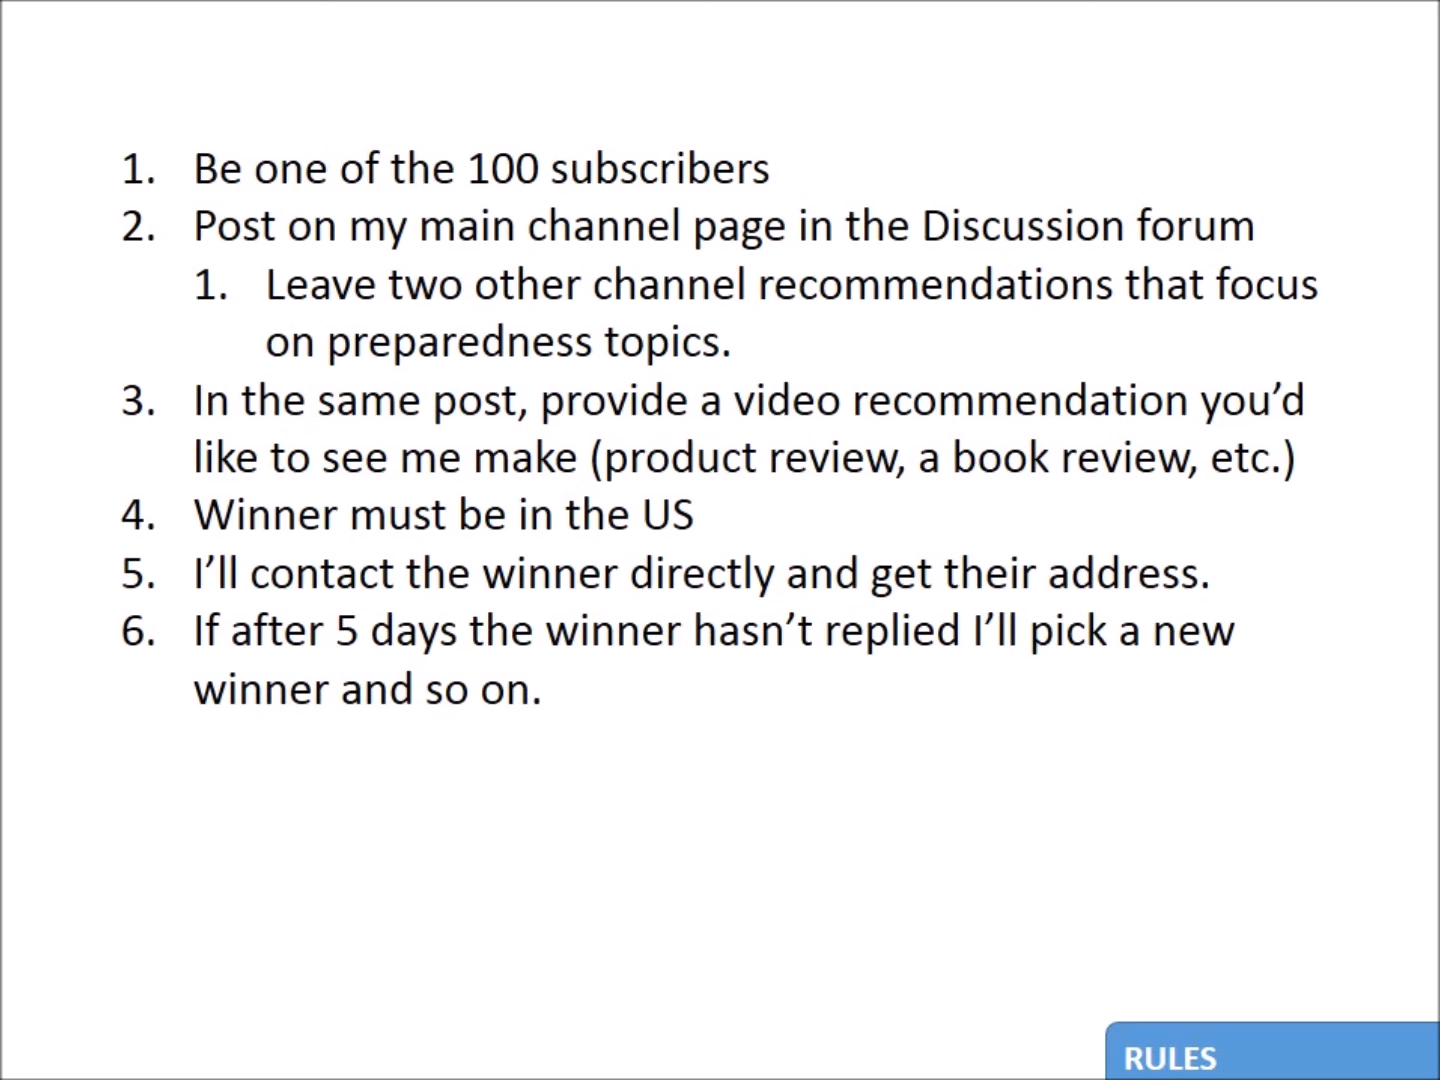 1. Be one of the 100 subscribers
2. Post on my main channel page in the Discussion forum
1. Leave two other channel recommendations that focus
on preparedness topics.
3. In the same post, provide a video recommendation you’d
like to see me make (product review, a book review, etc.)
4. Winner must be in the US
5. I’ll contact the winner directly and get their address.
6. If after 5 days the winner hasn’t replied I’ll pick a new
winner and so on.
RULES